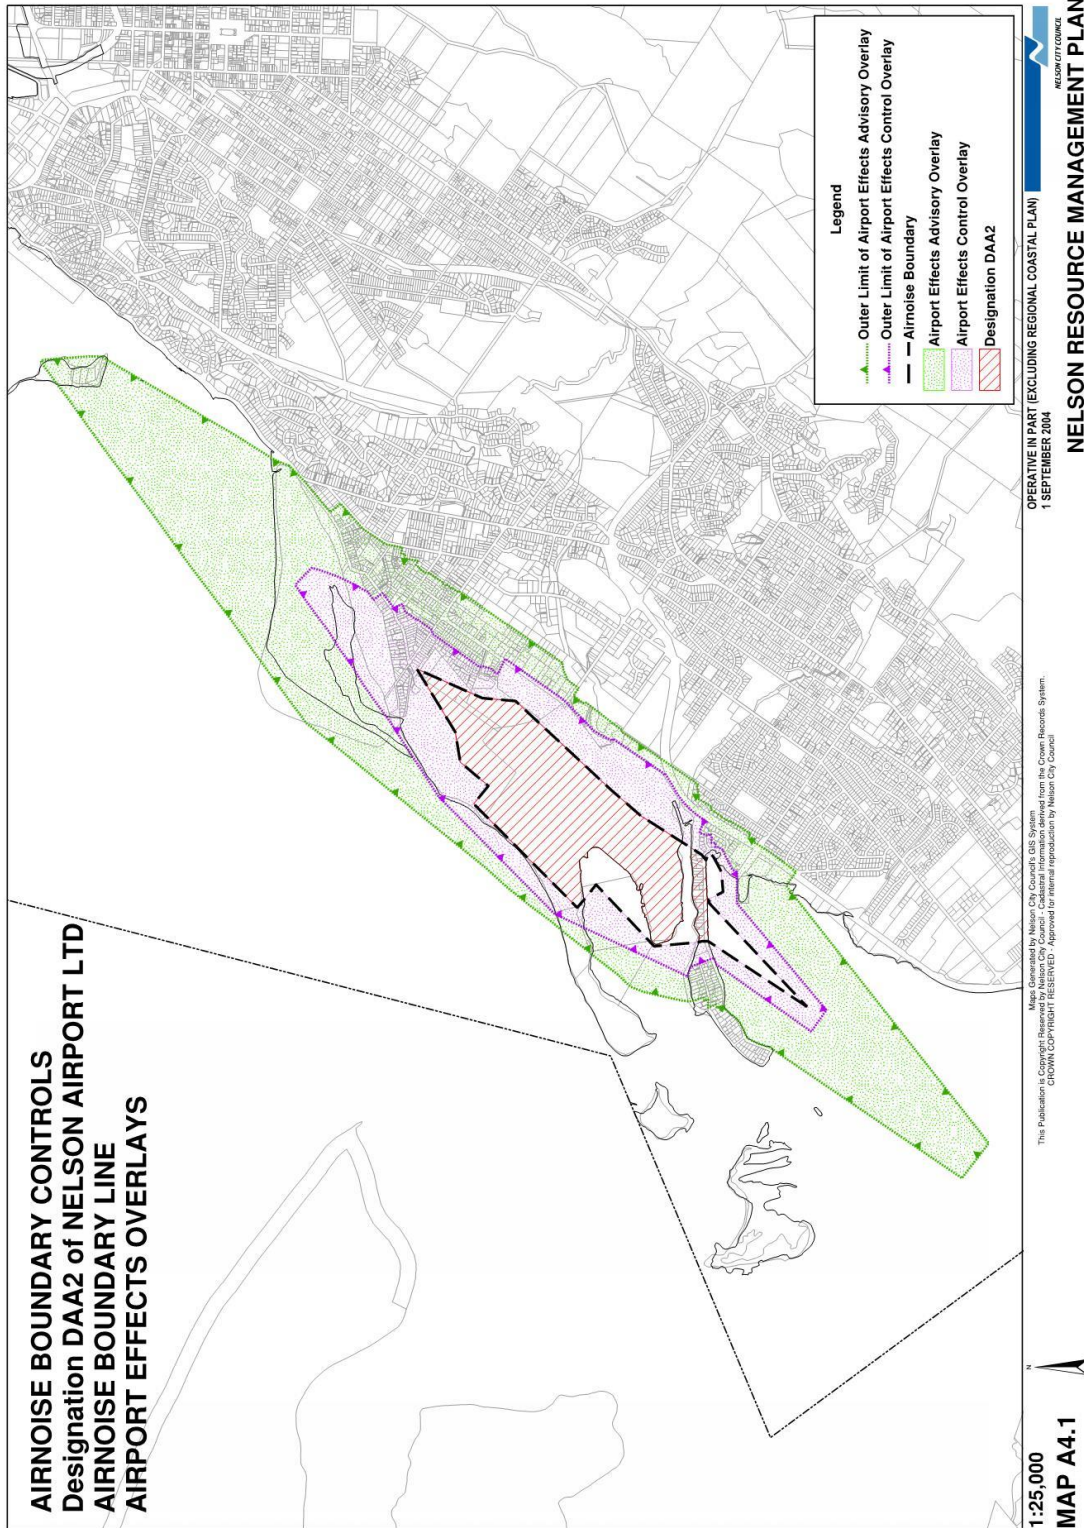 AIRNOISE BOUNDARY CONTROLS
Designation DAA2 of NELSON AIRPORT LTD
AIRNOISE BOUNDARY LINE
AIRPORT EFFECTS OVERLAYS
Legend
Outer Limit of Airport Effects Advisory Overlay
Outer Limit of Airport Effects Control Overlay
Airnoise Boundary
Airport Effects Advisory Overlay
Airport Effects Control Overlay
Designation DAA2
1:25,000
MAP A4.1
N
Maps Generated by Nelson City Council's GIS System
This Publication is Copyright Reserved by Nelson City Council - Cadastral Information derived from the Crown Records System.
CROWN COPYRIGHT RESERVED - Approved for internal reproduction by Nelson City Council
OPERATIVE IN PART (EXCLUDING REGIONAL COASTAL PLAN)
1 SEPTEMBER 2004
NELSON CITY COUNCIL
NELSON RESOURCE MANAGEMENT PLAN